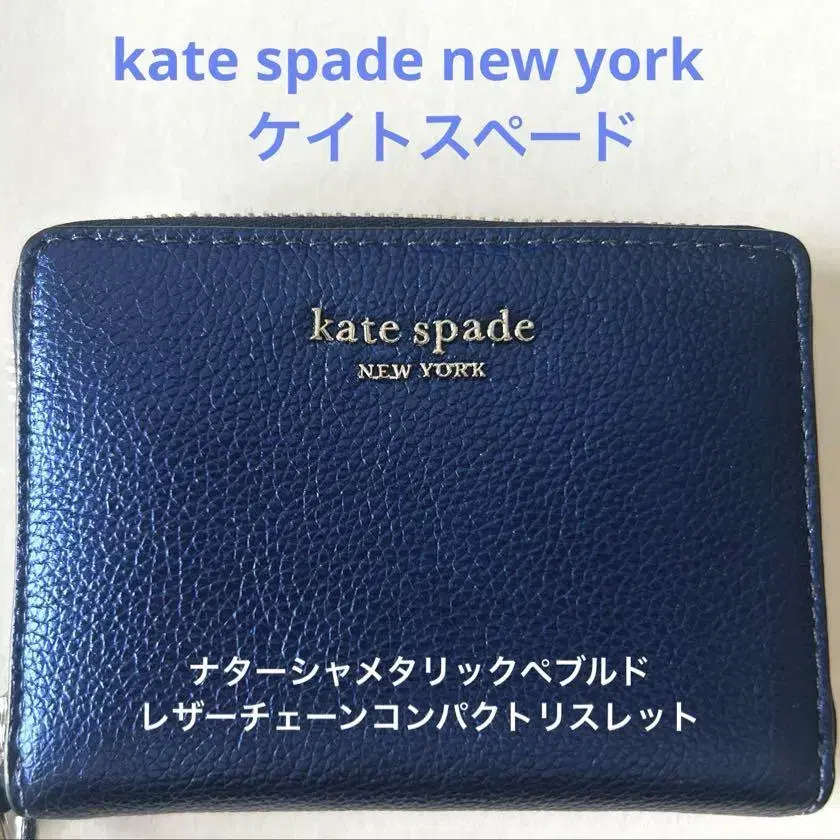 kate spade new york
ケイトスペード
kate spade
NEW YORK
ナターシャメタリックペブルド
レザーチェーンコンパクトリスレット